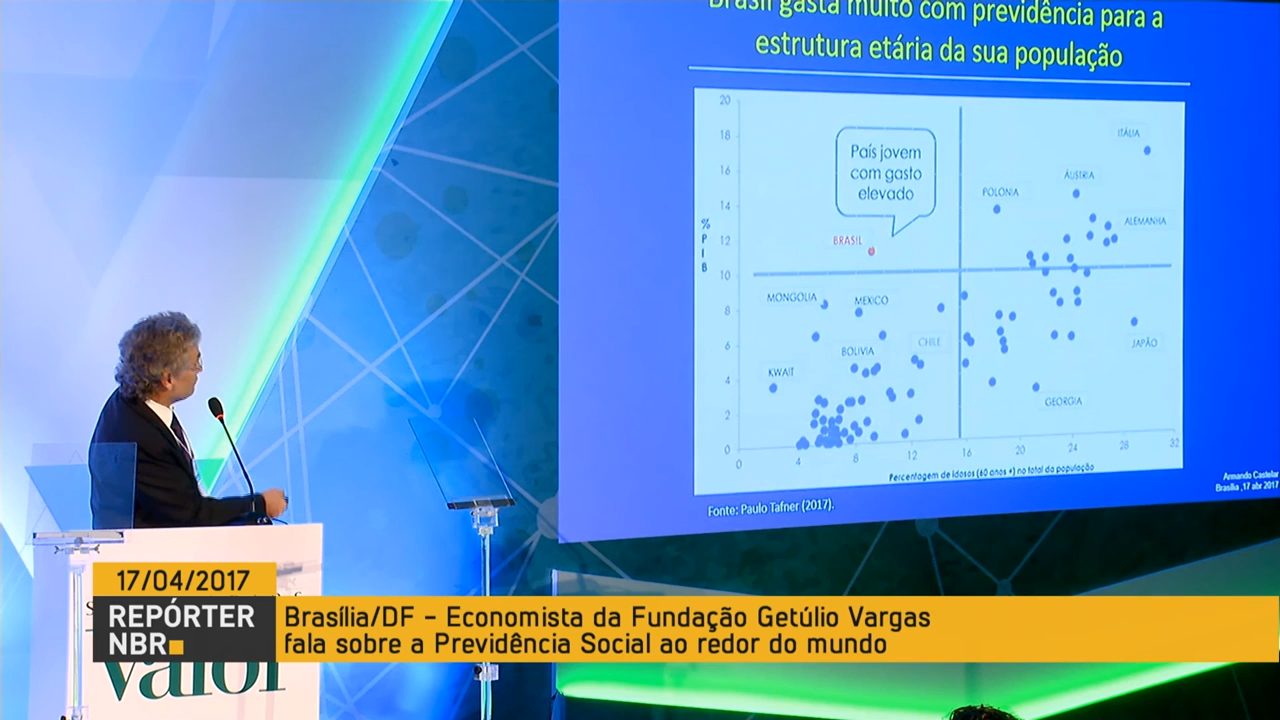 Brasil gasta muito com previdência para a
estrutura etária da sua população
20
18
16
14
12
10
8
6
4
2
0
% PIB
País jovem
com gasto
elevado
BRASIL
ITÁLIA
ÁUSTRIA
POLONIA
ALEMANHA
MONGOLIA
MEXICO
CHILE
BOLIVIA
KWAIT
JAPÃO
GEORGIA
0 4 8 12 16 20 24 28 32
Percentagem de idosos (60 anos +) no total da população
Fonte: Paulo Tafner (2017).
Armando Castelar
Brasília ,17 abr 2017
17/04/2017
REPÓRTER
NBR
Brasília/DF - Economista da Fundação Getúlio Vargas
fala sobre a Previdência Social ao redor do mundo
valor